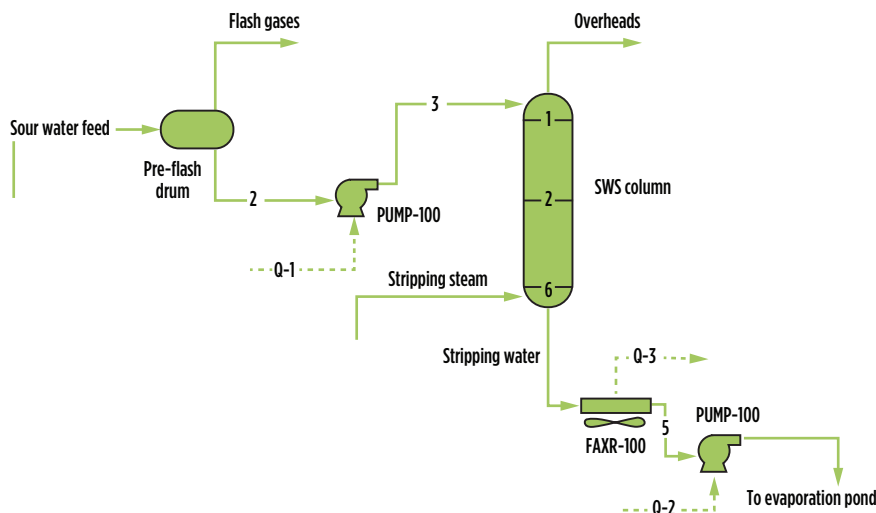 Flash gases
Overheads
Sour water feed
3
1
Pre-flash
drum
2
PUMP-100
2
SWS column
Q-1
Stripping steam
6
Stripping water
Q-3
FAXR-100
5
PUMP-100
Q-2
To evaporation pond